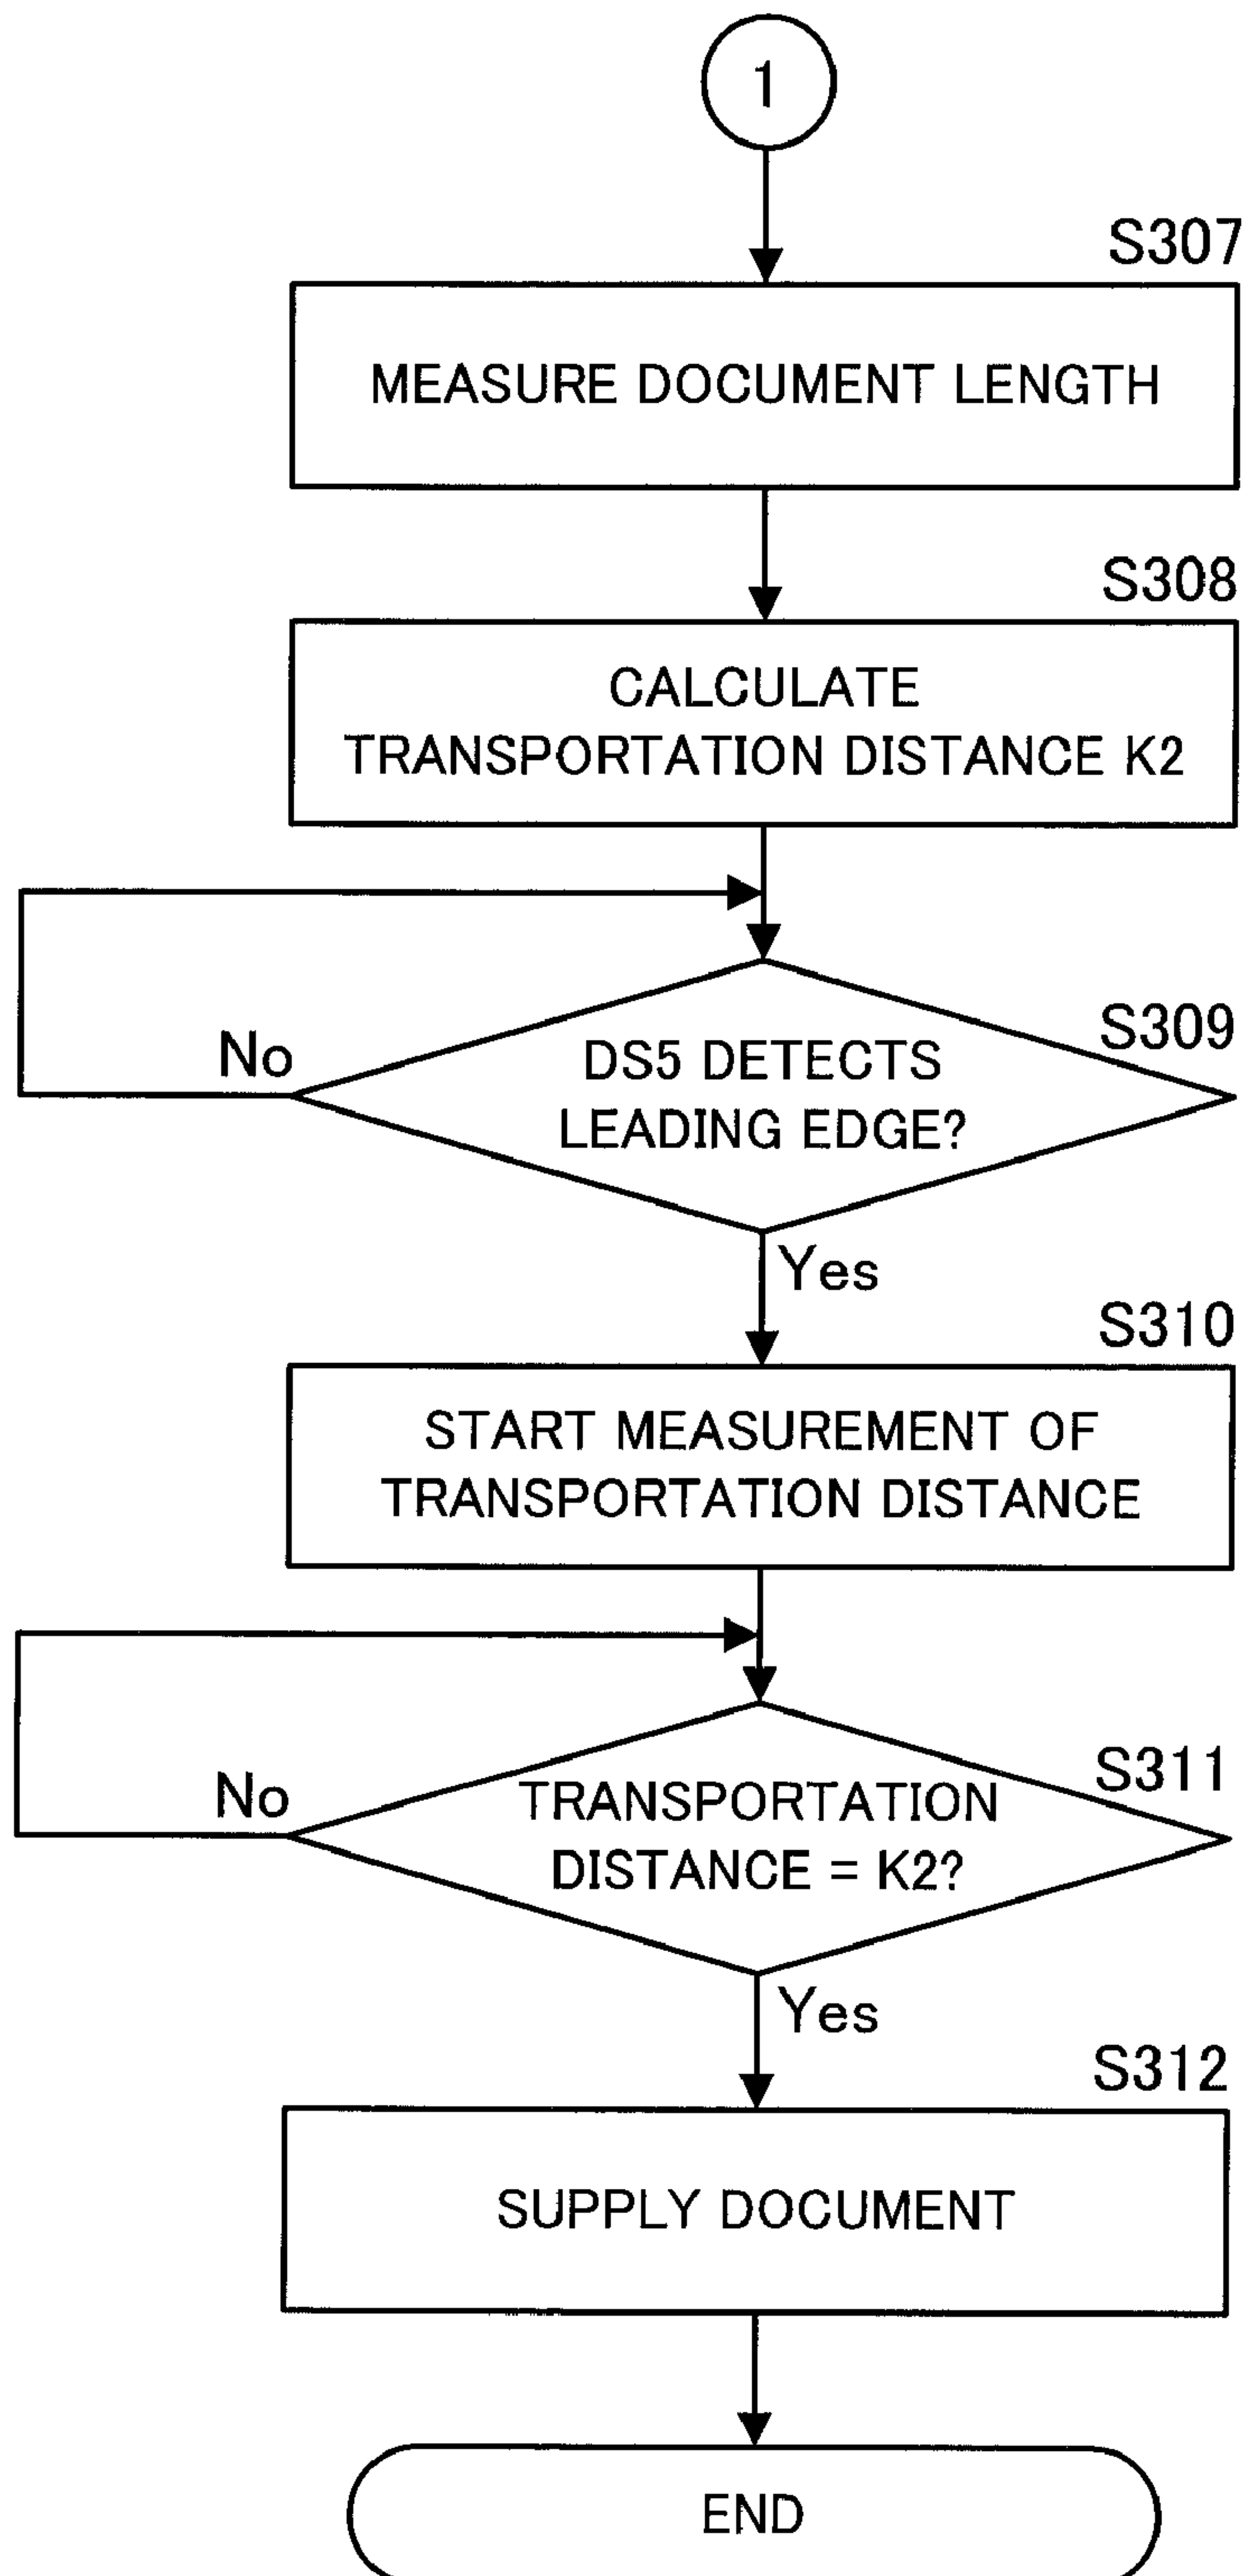 1
S307
MEASURE DOCUMENT LENGTH
S308
CALCULATE
TRANSPORTATION DISTANCE K2
S309
No
DS5 DETECTS
LEADING EDGE?
Yes
S310
START MEASUREMENT OF
TRANSPORTATION DISTANCE
S311
No
TRANSPORTATION
DISTANCE = K2?
Yes
S312
SUPPLY DOCUMENT
END